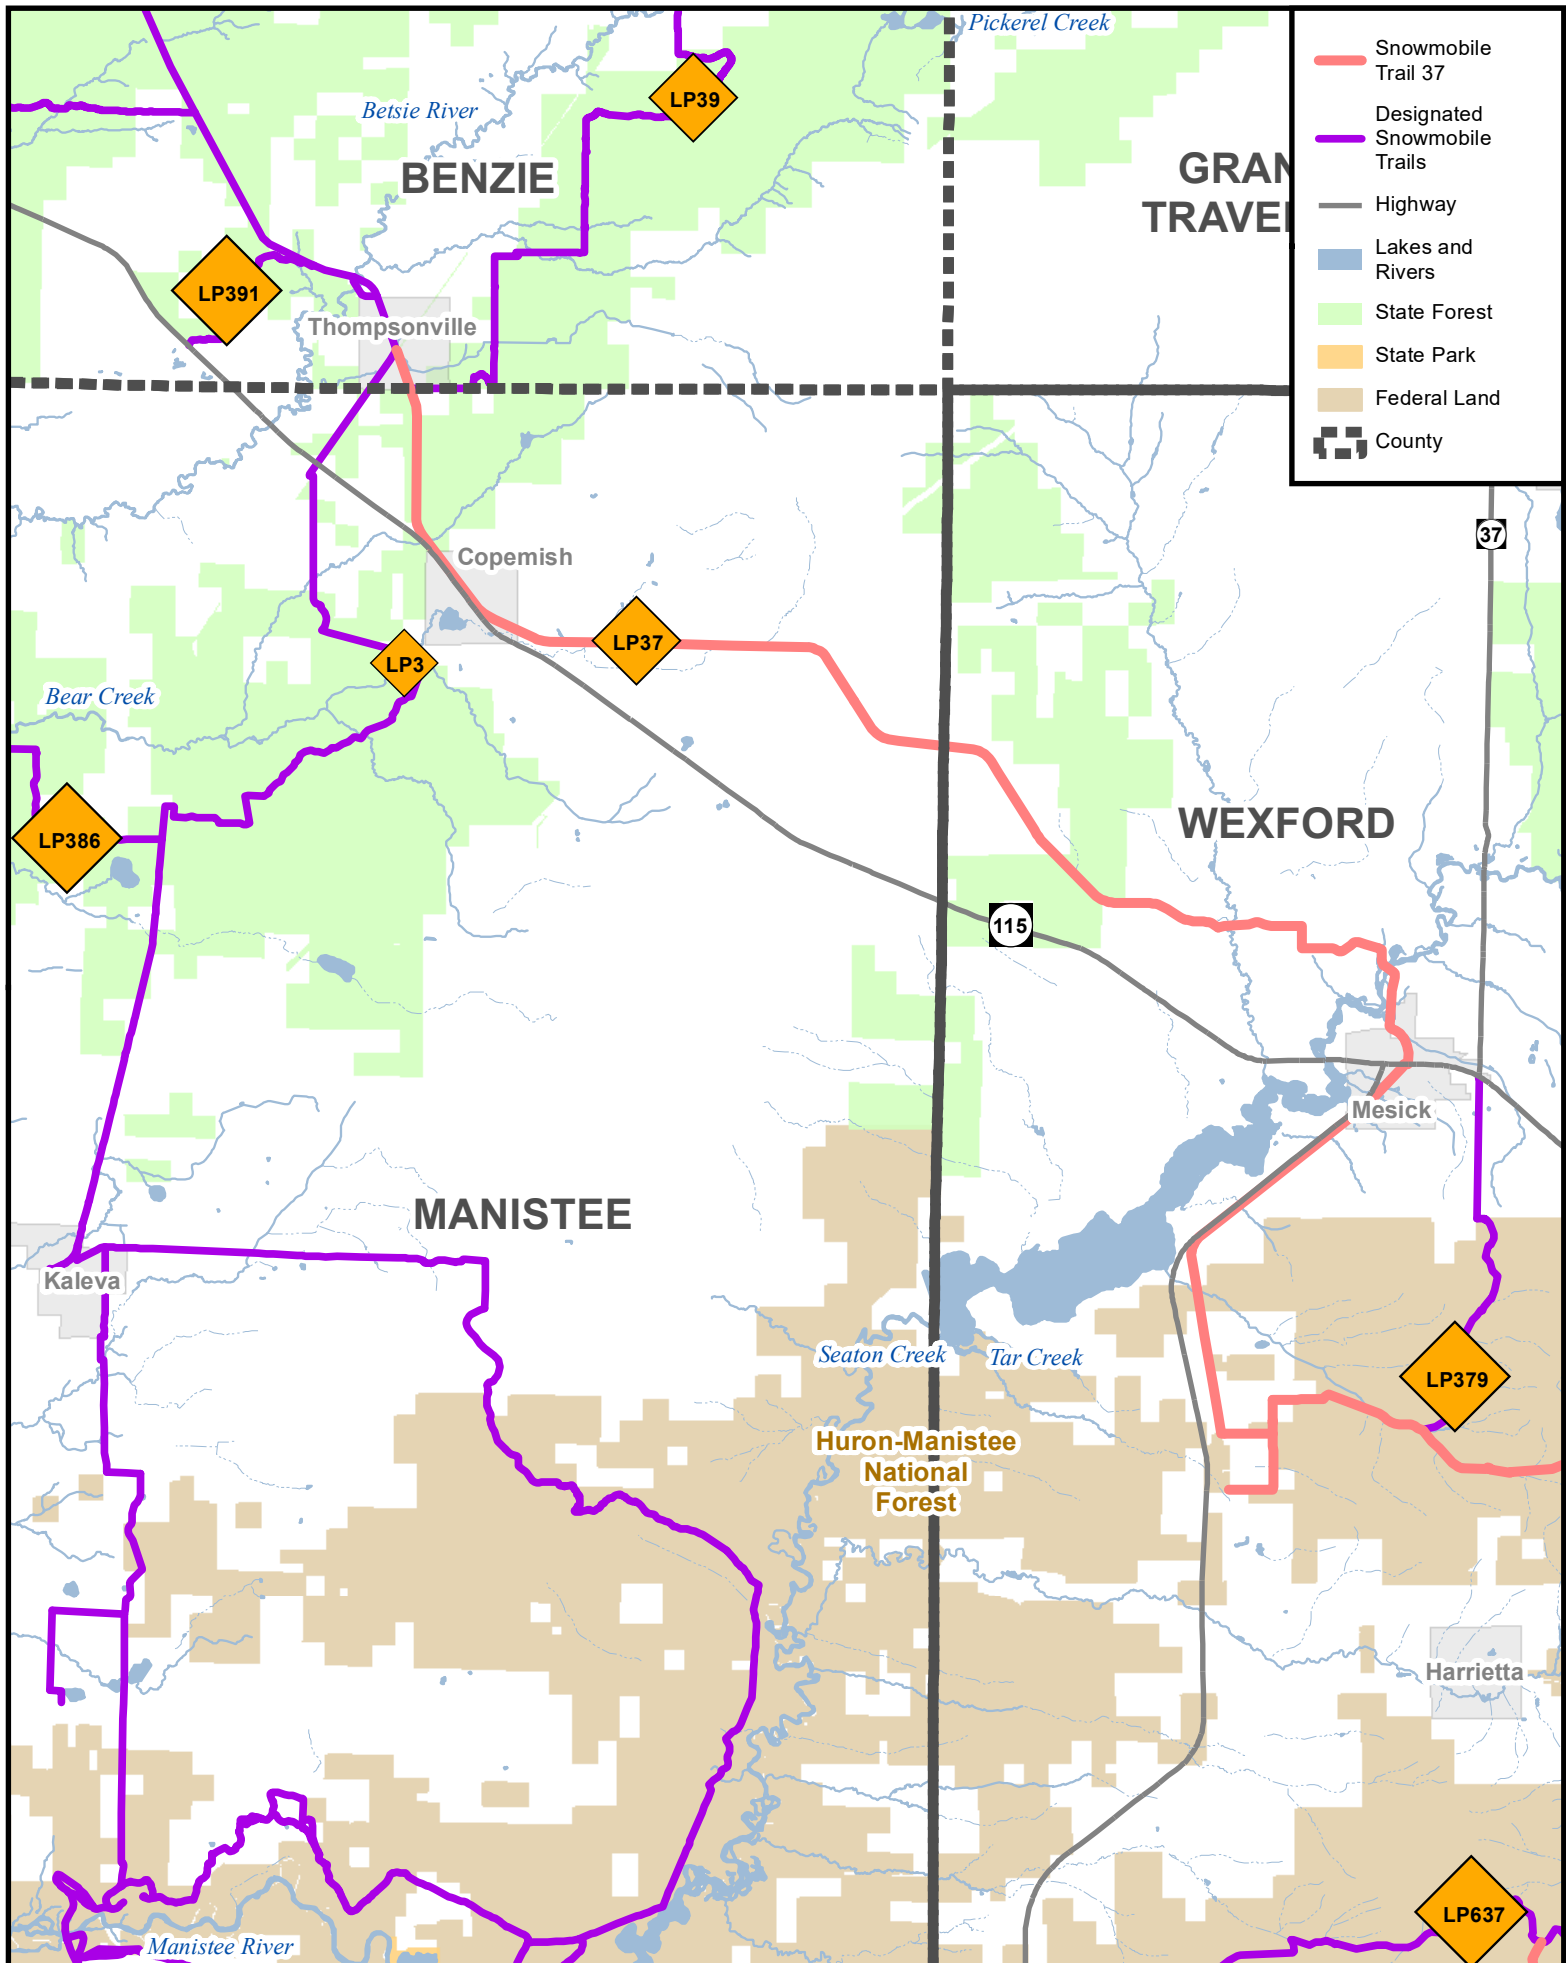 Pickerel Creek
Snowmobile
Trail 37
Designated
Snowmobile
Trails
Highway
Lakes and
Rivers
State Forest
State Park
Federal Land
County
LP39
Betsie River
BENZIE
GRAN
TRAVE
LP391
Thompsonville
37
Copemish
LP37
LP3
Bear Creek
LP386
WEXFORD
115
Mesick
MANISTEE
Kaleva
Seaton Creek
Tar Creek
LP379
Huron-Manistee
National
Forest
Harrietta
LP637
Manistee River